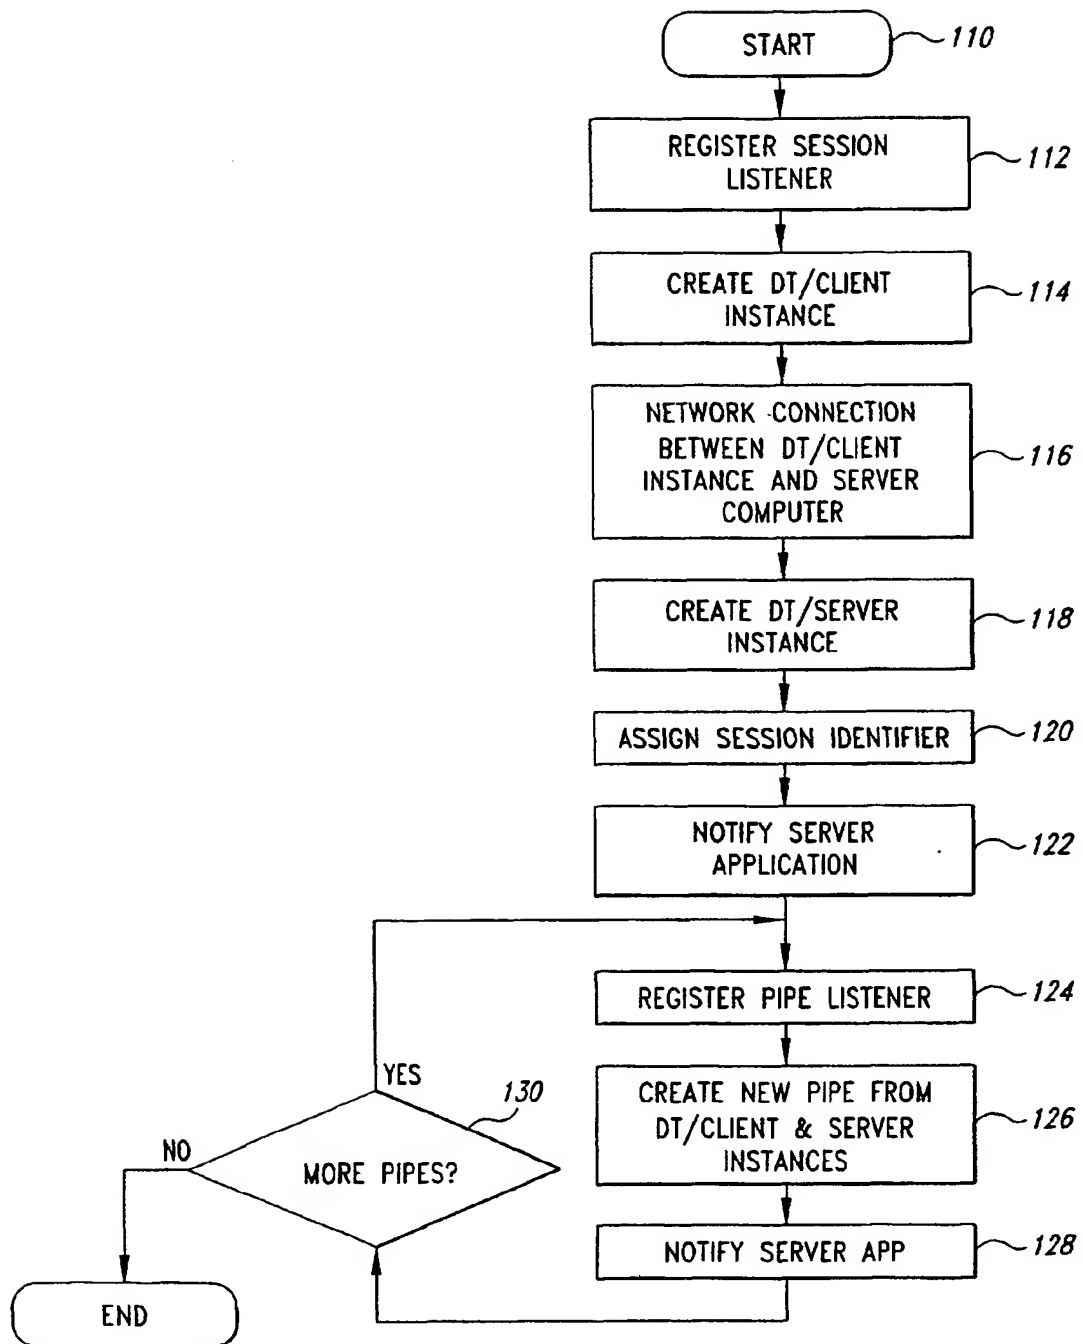 START
110
REGISTER SESSION
LISTENER
112
CREATE DT/CLIENT
INSTANCE
114
NETWORK CONNECTION
BETWEEN DT/CLIENT
INSTANCE AND SERVER
COMPUTER
116
CREATE DT/SERVER
INSTANCE
118
ASSIGN SESSION IDENTIFIER
120
NOTIFY SERVER
APPLICATION
122
REGISTER PIPE LISTENER
124
CREATE NEW PIPE FROM
DT/CLIENT & SERVER
INSTANCES
126
NOTIFY SERVER APP
128
YES
130
NO
MORE PIPES?
END